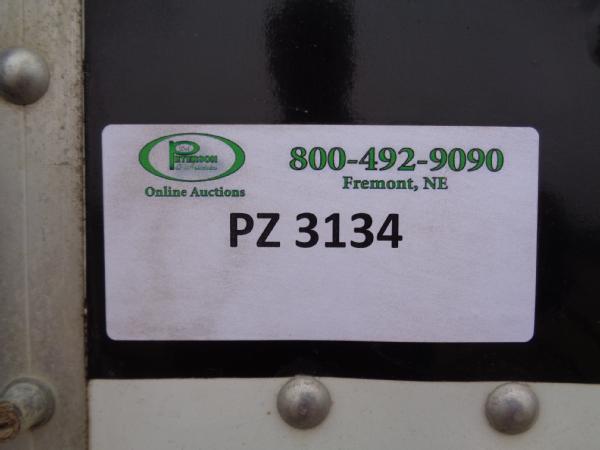 PETERSON
Online Auctions
800-492-9090
Fremont, NE
PZ 3134